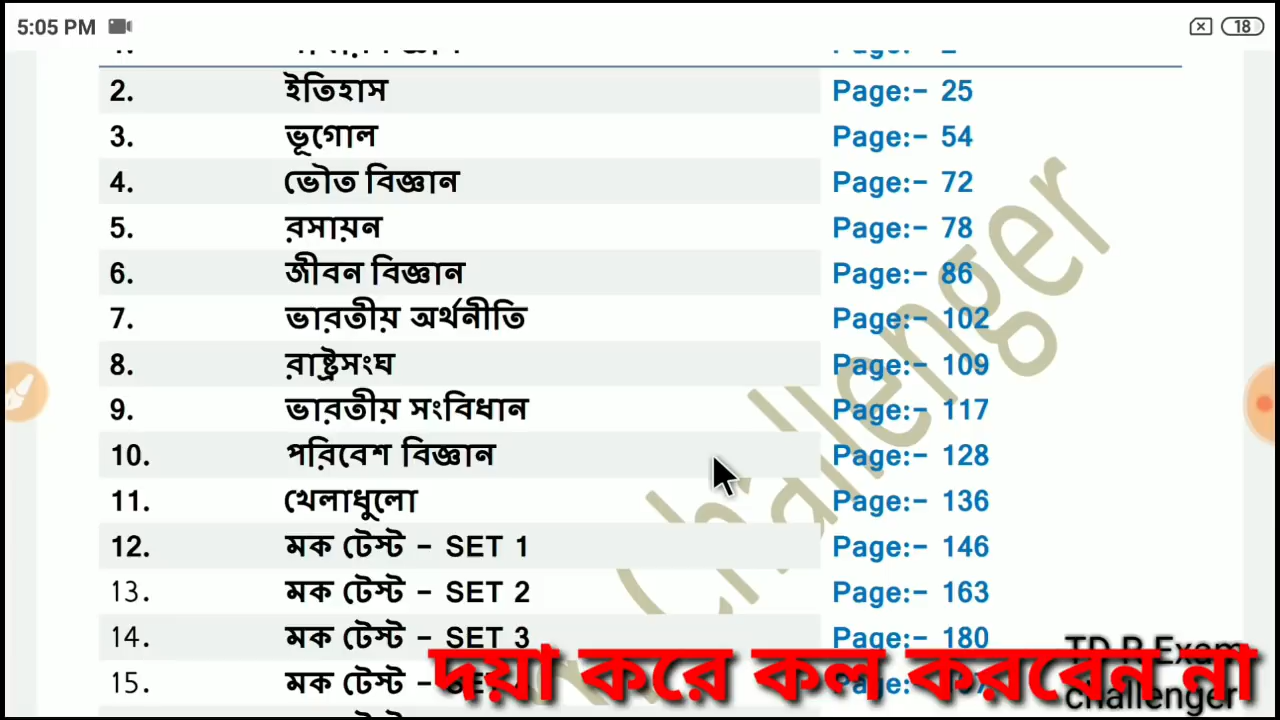 5:05 PM
18
2. ইতিহাস Page:- 25
3. ভূগোল Page:- 54
4. ভৌত বিজ্ঞান Page:- 72
5. রসায়ন Page:- 78
6. জীবন বিজ্ঞান Page:- 86
7. ভারতীয় অর্থনীতি Page:- 102
8. রাষ্ট্রসংঘ Page:- 109
9. ভারতীয় সংবিধান Page:- 117
10. পরিবেশ বিজ্ঞান Page:- 128
11. খেলাধুলো Page:- 136
12. মক টেস্ট - SET 1 Page:- 146
13. মক টেস্ট - SET 2 Page:- 163
14. মক টেস্ট - SET 3 Page:- 180
15. মক টেস্ট -
Challenger
TD R Exam
challenger
দয়া করে কল করবেন না